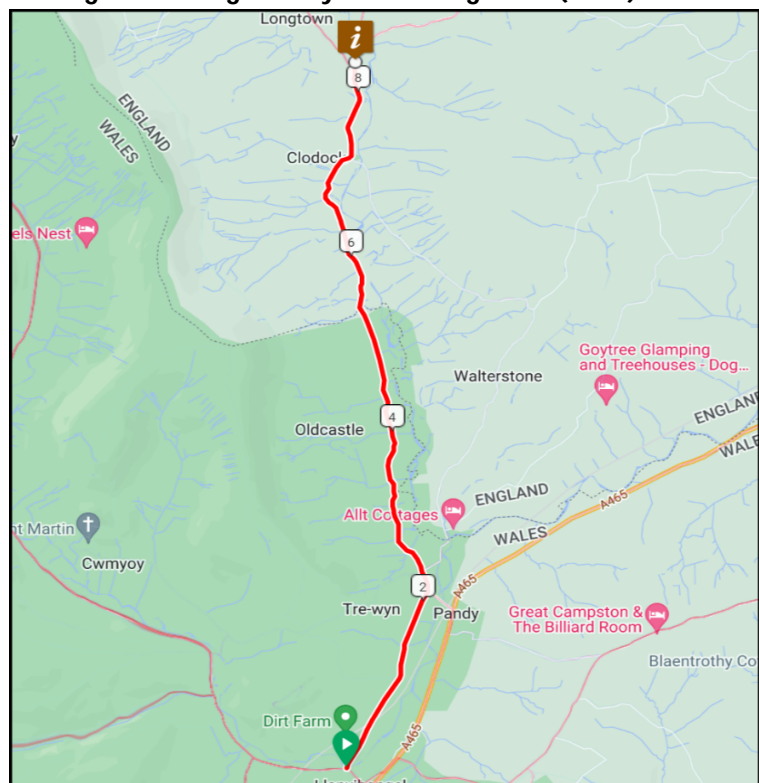 Longtown
i
8
ENGLAND
WALES
Clodock
els Nest
6
Goytree Glamping
and Treehouses - Dog...
Walterstone
4
Oldcastle
ENGLAND
WALE
A465
ENGLAND
Allt Cottages
WALES
nt Martin
Cwmyoy
2
A465
Tre-wyn
Pandy
Great Campston &
The Billiard Room
Blaentrothy Co
Dirt Farm
A465